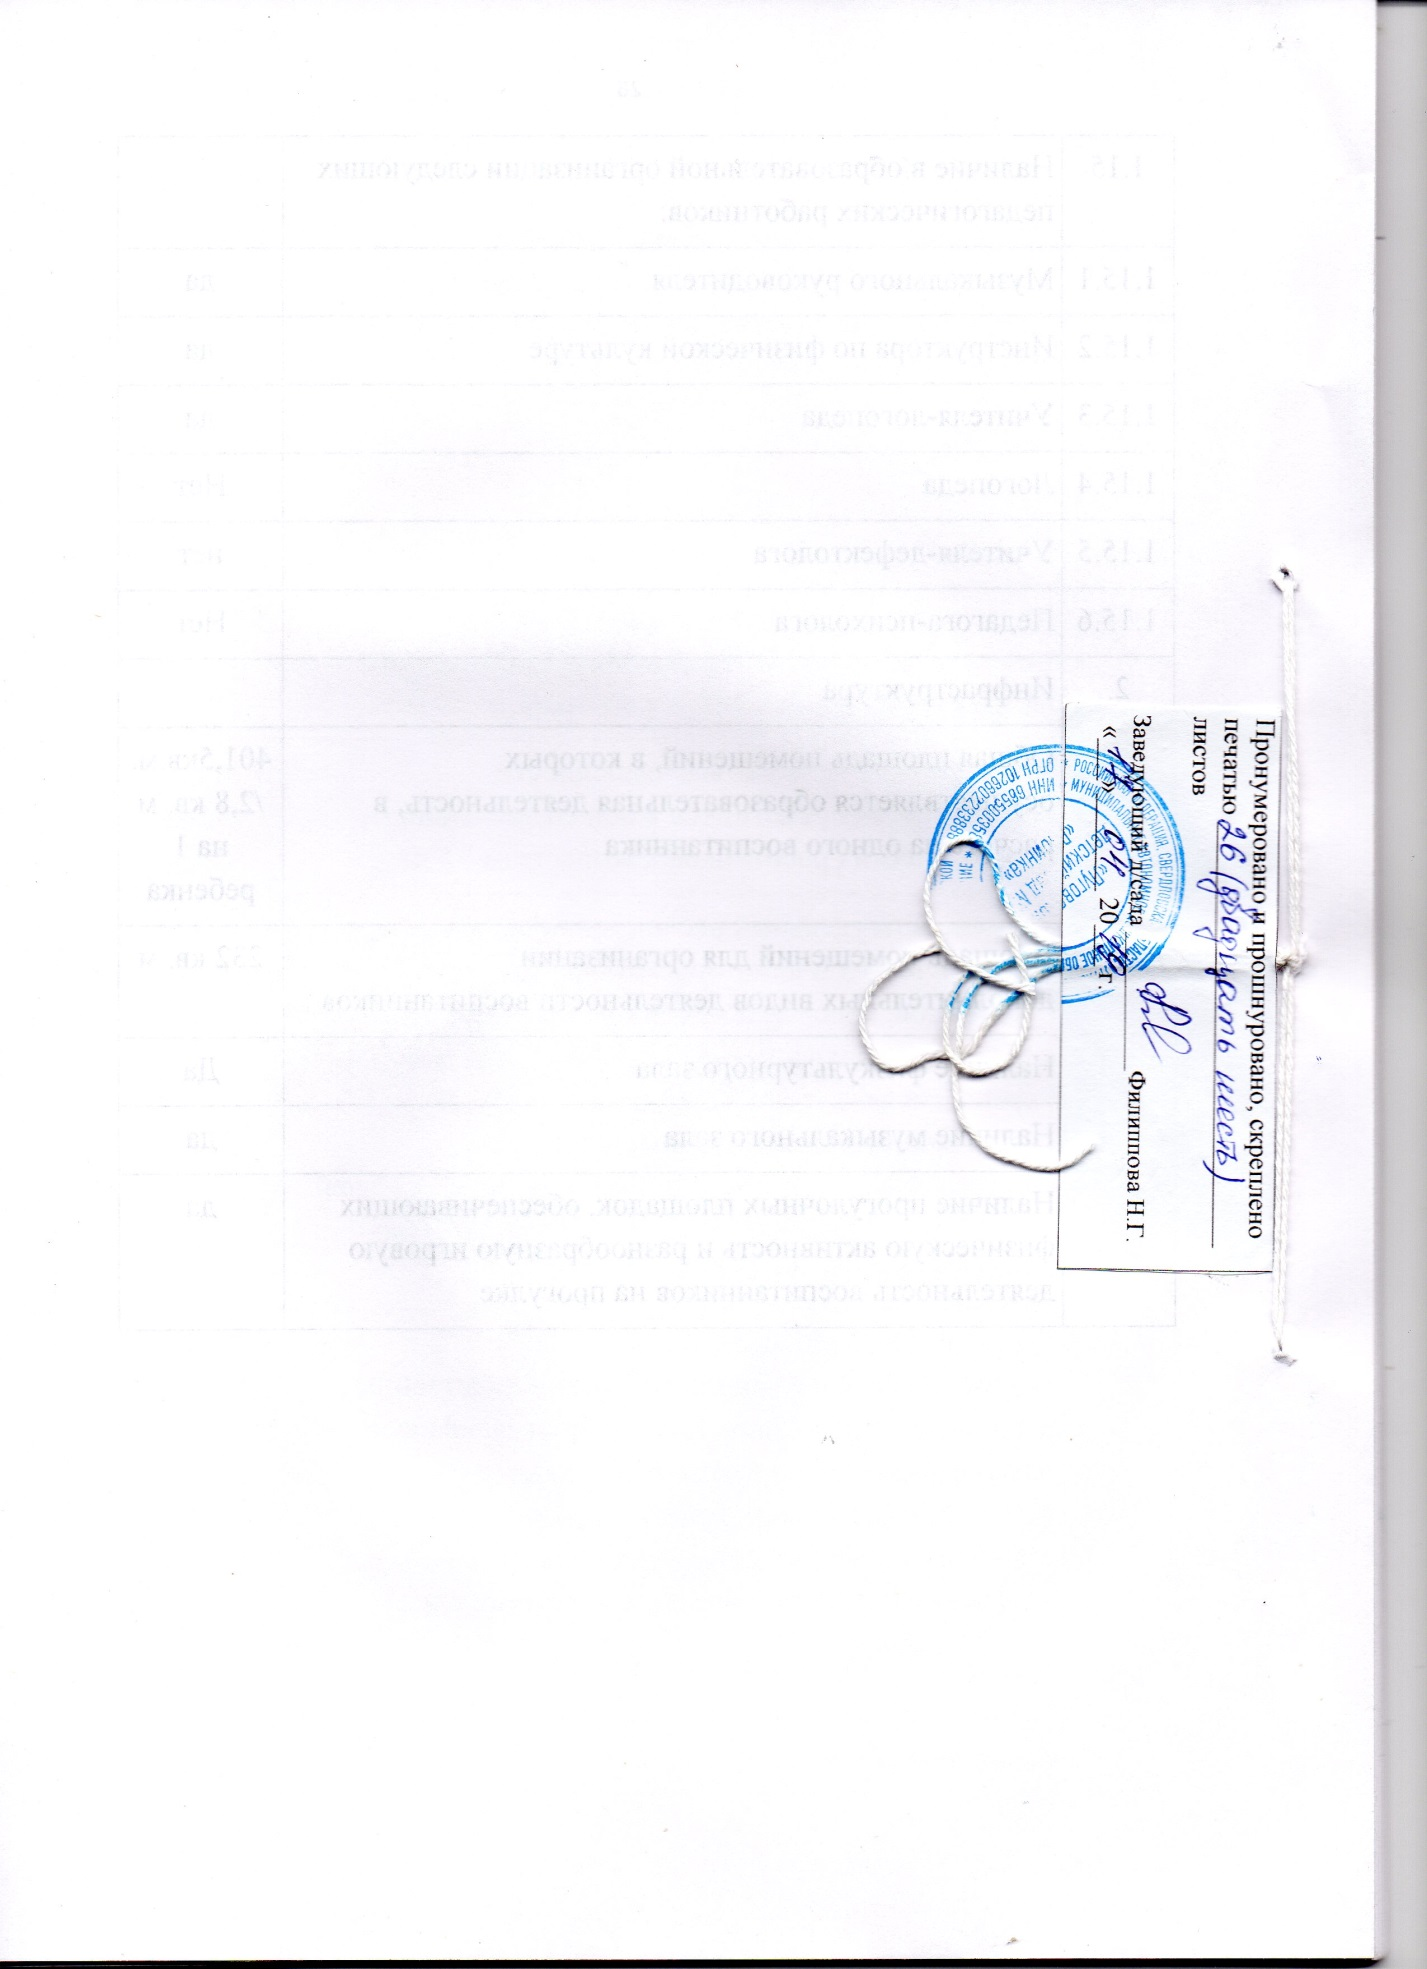 Пронумеровано и прошнуровано, скреплено
печатью 26 (двадцать шесть)
листов
Заведующий д/сада Филиппова Н.Г.
« » 20 г.
ОГРН 1026602233886
ИНН 66550035
1.15 Наличие в образовательной организации следующих
педагогических работников:
1.15.1 Музыкального руководителя да
1.15.2 Инструктора по физической культуре да
1.15.3 Учителя-логопеда да
1.15.4 Логопеда Нет
1.15.5 Учителя-дефектолога нет
1.15.6 Педагога-психолога Нет
2. Инфраструктура
площадь помещений, в которых 401,5кв м.
образовательная деятельность, в /2,8 кв. м
одного воспитанника на 1
ребенка
помещений для организации 232 кв. м
видов деятельности воспитанников
Наличие физкультурного зала Да
Наличие музыкального зала да
Наличие прогулочных площадок, обеспечивающих да
физическую активность и разнообразную игровую
деятельность воспитанников на прогулке